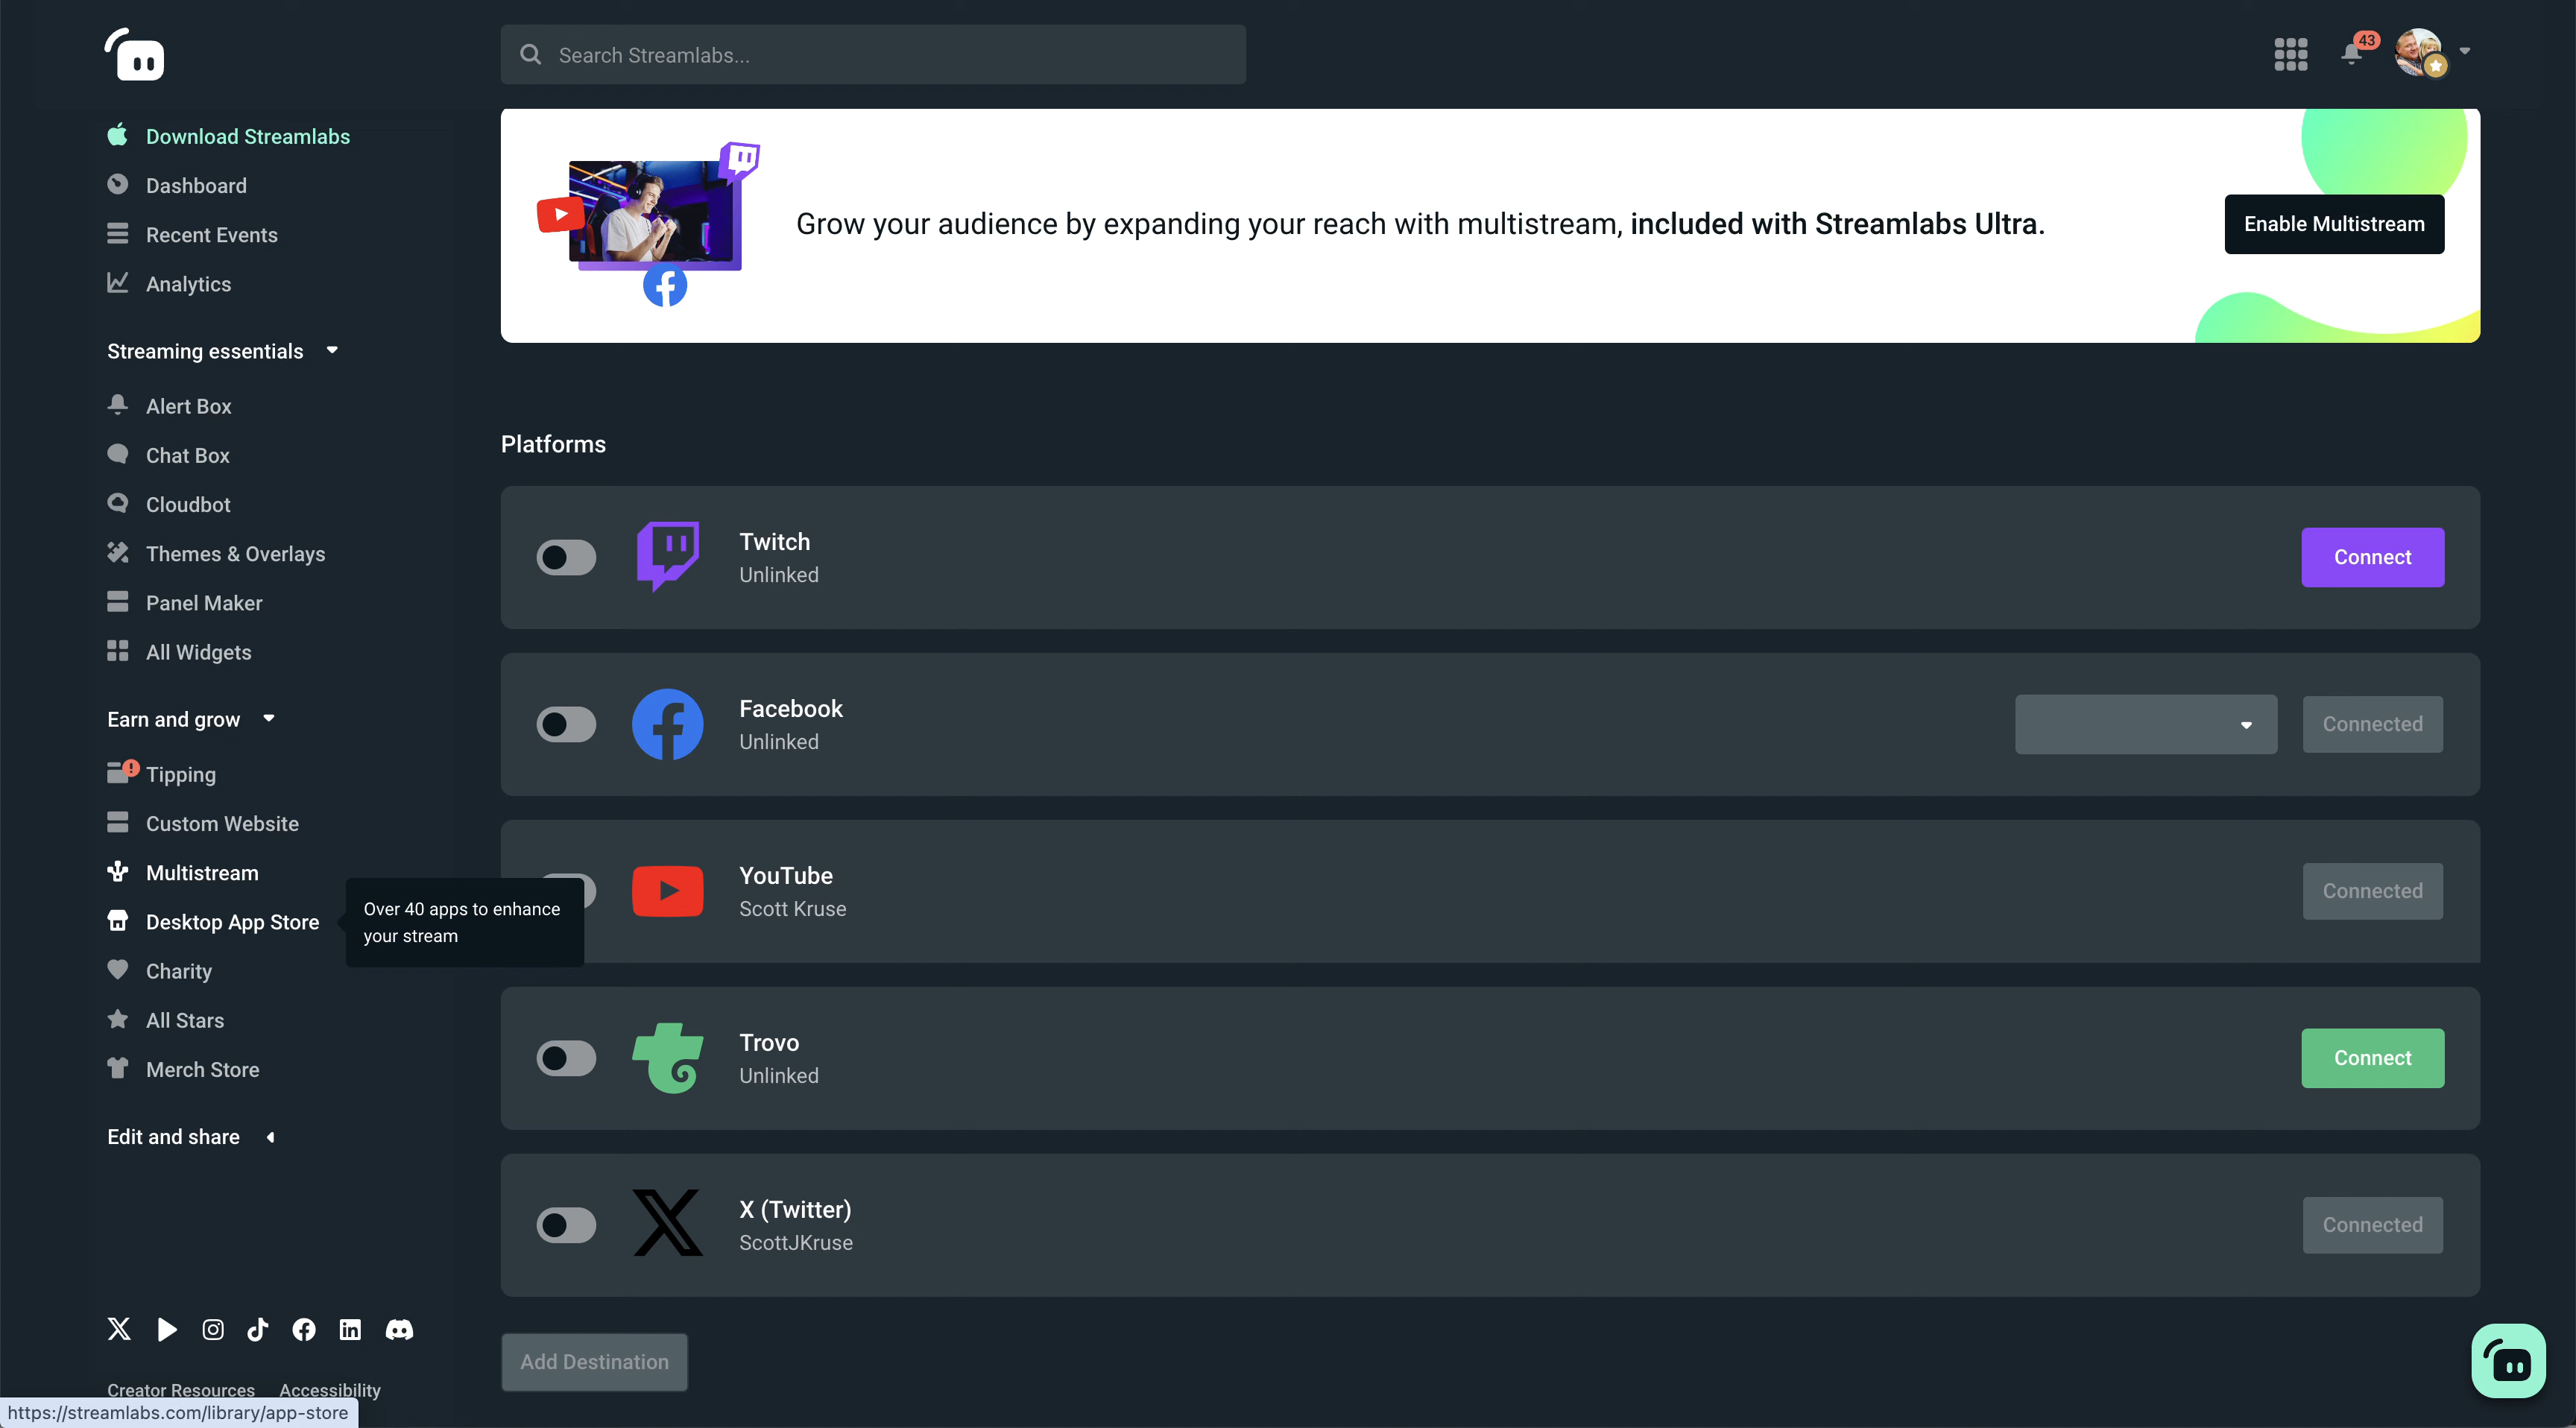 Search Streamlabs...
43
Download Streamlabs
Dashboard
Recent Events
Analytics
Streaming essentials
Alert Box
Chat Box
Cloudbot
Themes & Overlays
Panel Maker
All Widgets
Earn and grow
Tipping
Custom Website
Multistream
Desktop App Store
Over 40 apps to enhance
your stream
Charity
All Stars
Merch Store
Edit and share
Creator Resources Accessibility
https://streamlabs.com/library/app-store
Grow your audience by expanding your reach with multistream, included with Streamlabs Ultra.
Enable Multistream
Platforms
Twitch
Unlinked
Connect
Facebook
Unlinked
Connected
YouTube
Scott Kruse
Connected
Trovo
Unlinked
Connect
X (Twitter)
ScottJKruse
Connected
Add Destination